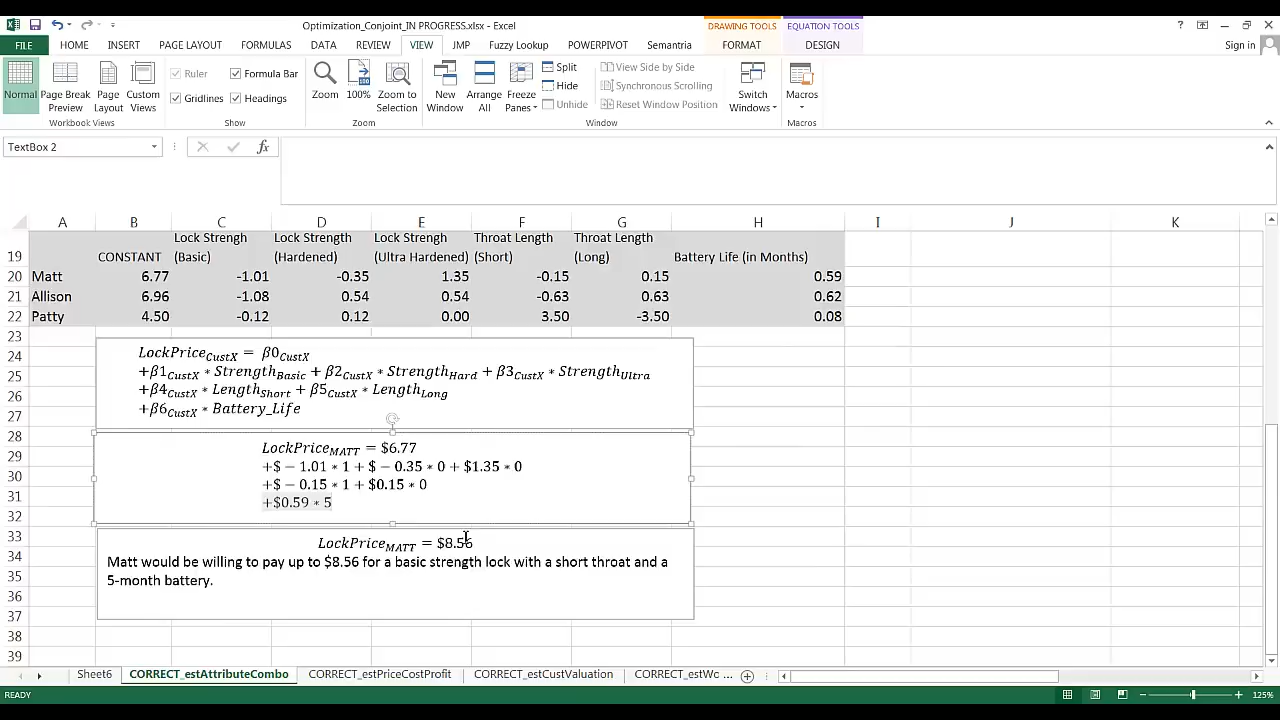 Optimization_Conjoint_IN PROGRESS.xlsx - Excel
DRAWING TOOLS EQUATION TOOLS
FILE HOME INSERT PAGE LAYOUT FORMULAS DATA REVIEW VIEW JMP Fuzzy Lookup POWERPIVOT Semantria FORMAT DESIGN Sign in
Normal Page Break Preview Page Layout Custom Views
Ruler Formula Bar
Gridlines Headings
Zoom 100% Zoom to Selection
New Window Arrange All Freeze Panes
Split
Hide
Unhide
View Side by Side
Synchronous Scrolling
Reset Window Position
Switch Windows Macros
Workbook Views Show Zoom Window Macros
TextBox 2 fx
A B C D E F G H I J K
19 CONSTANT Lock Strengh (Basic) Lock Strength (Hardened) Lock Strengh (Ultra Hardened) Throat Length (Short) Throat Length (Long) Battery Life (in Months)
20 Matt 6.77 -1.01 -0.35 1.35 -0.15 0.15 0.59
21 Allison 6.96 -1.08 0.54 0.54 -0.63 0.63 0.62
22 Patty 4.50 -0.12 0.12 0.00 3.50 -3.50 0.08
23
24 LockPrice_CustX = β0_CustX
25 +β1_CustX * Strength_Basic + β2_CustX * Strength_Hard + β3_CustX * Strength_Ultra
26 +β4_CustX * Length_Short + β5_CustX * Length_Long
27 +β6_CustX * Battery_Life
28
29 LockPrice_MATT = $6.77
30 +$ − 1.01 * 1 + $ − 0.35 * 0 + $1.35 * 0
31 +$ − 0.15 * 1 + $0.15 * 0
32 +$0.59 * 5
33 LockPrice_MATT = $8.56
34 Matt would be willing to pay up to $8.56 for a basic strength lock with a short throat and a
35 5-month battery.
36
37
38
39
Sheet6 CORRECT_estAttributeCombo CORRECT_estPriceCostProfit CORRECT_estCustValuation CORRECT_estWo ...
READY 125%